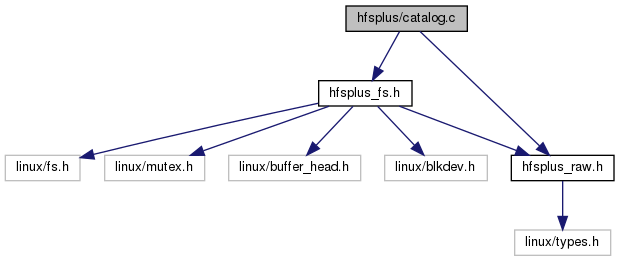 hfsplus/catalog.c
hfsplus_fs.h
linux/fs.h
linux/mutex.h
linux/buffer_head.h
linux/blkdev.h
hfsplus_raw.h
linux/types.h